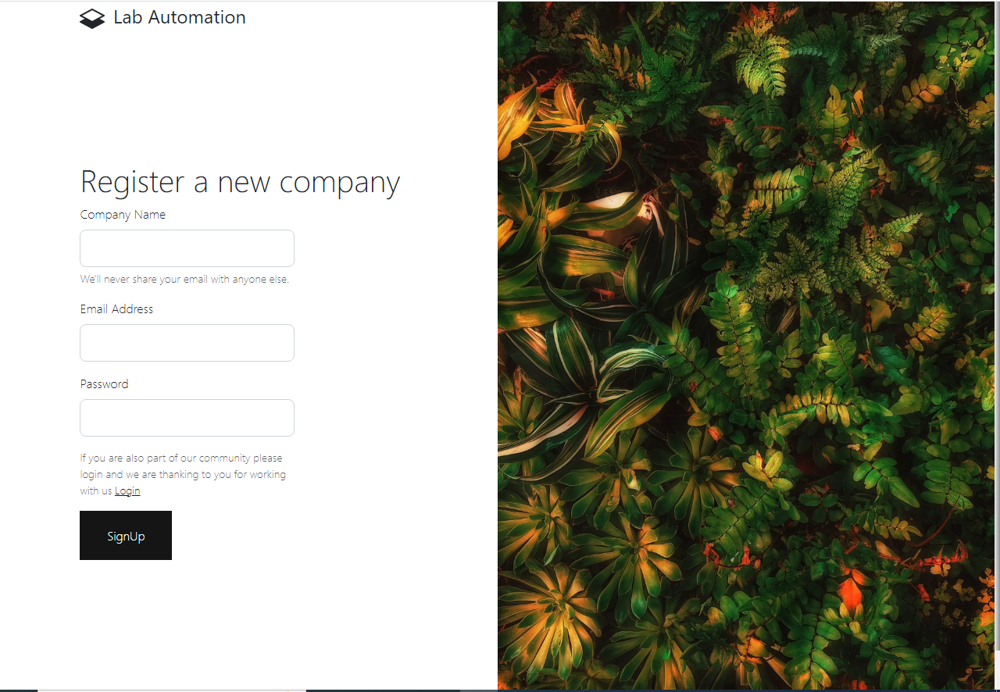 Lab Automation
Register a new company
Company Name
We'll never share your email with anyone else.
Email Address
Password
If you are also part of our community please
login and we are thanking to you for working
with us Login
SignUp